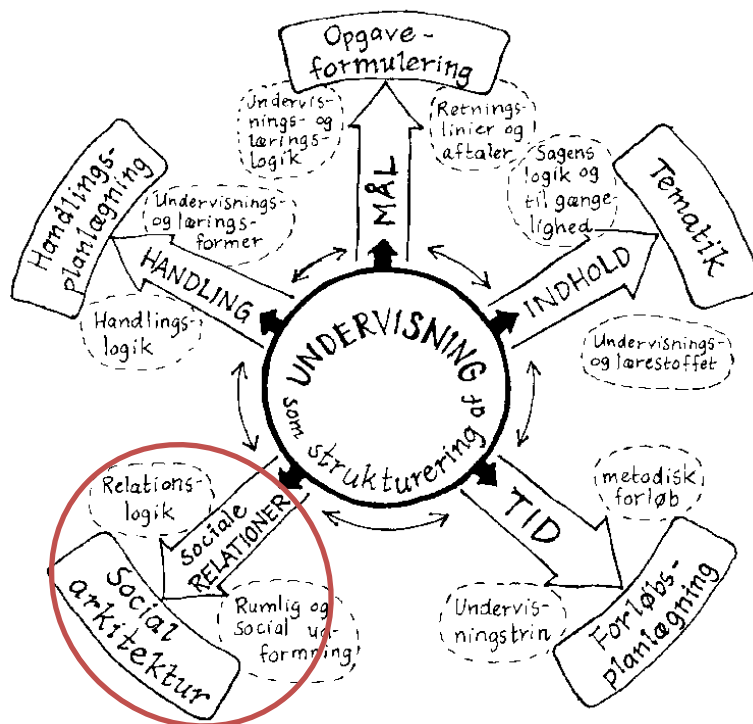 Opgave-
formulering
Undervis-
nings- og
lærings-
logik
Retnings-
linier og
aftaler
MÅL
Sagens
logik og
til gænge-
lighed
Tematik
INDHOLD
Undervisnings-
og lærestoffet
Handlings-
planlægning
Undervisnings-
og lærings-
former
HANDLING
Handlings-
logik
UNDERVISNING
som strukturering af
Relations-
logik
Sociale
RELATIONER
Social
arkitektur
Rumlig og
social ud-
formning
TID
metodisk
forløb
Undervis-
ningstrin
Forløbs-
planlægning